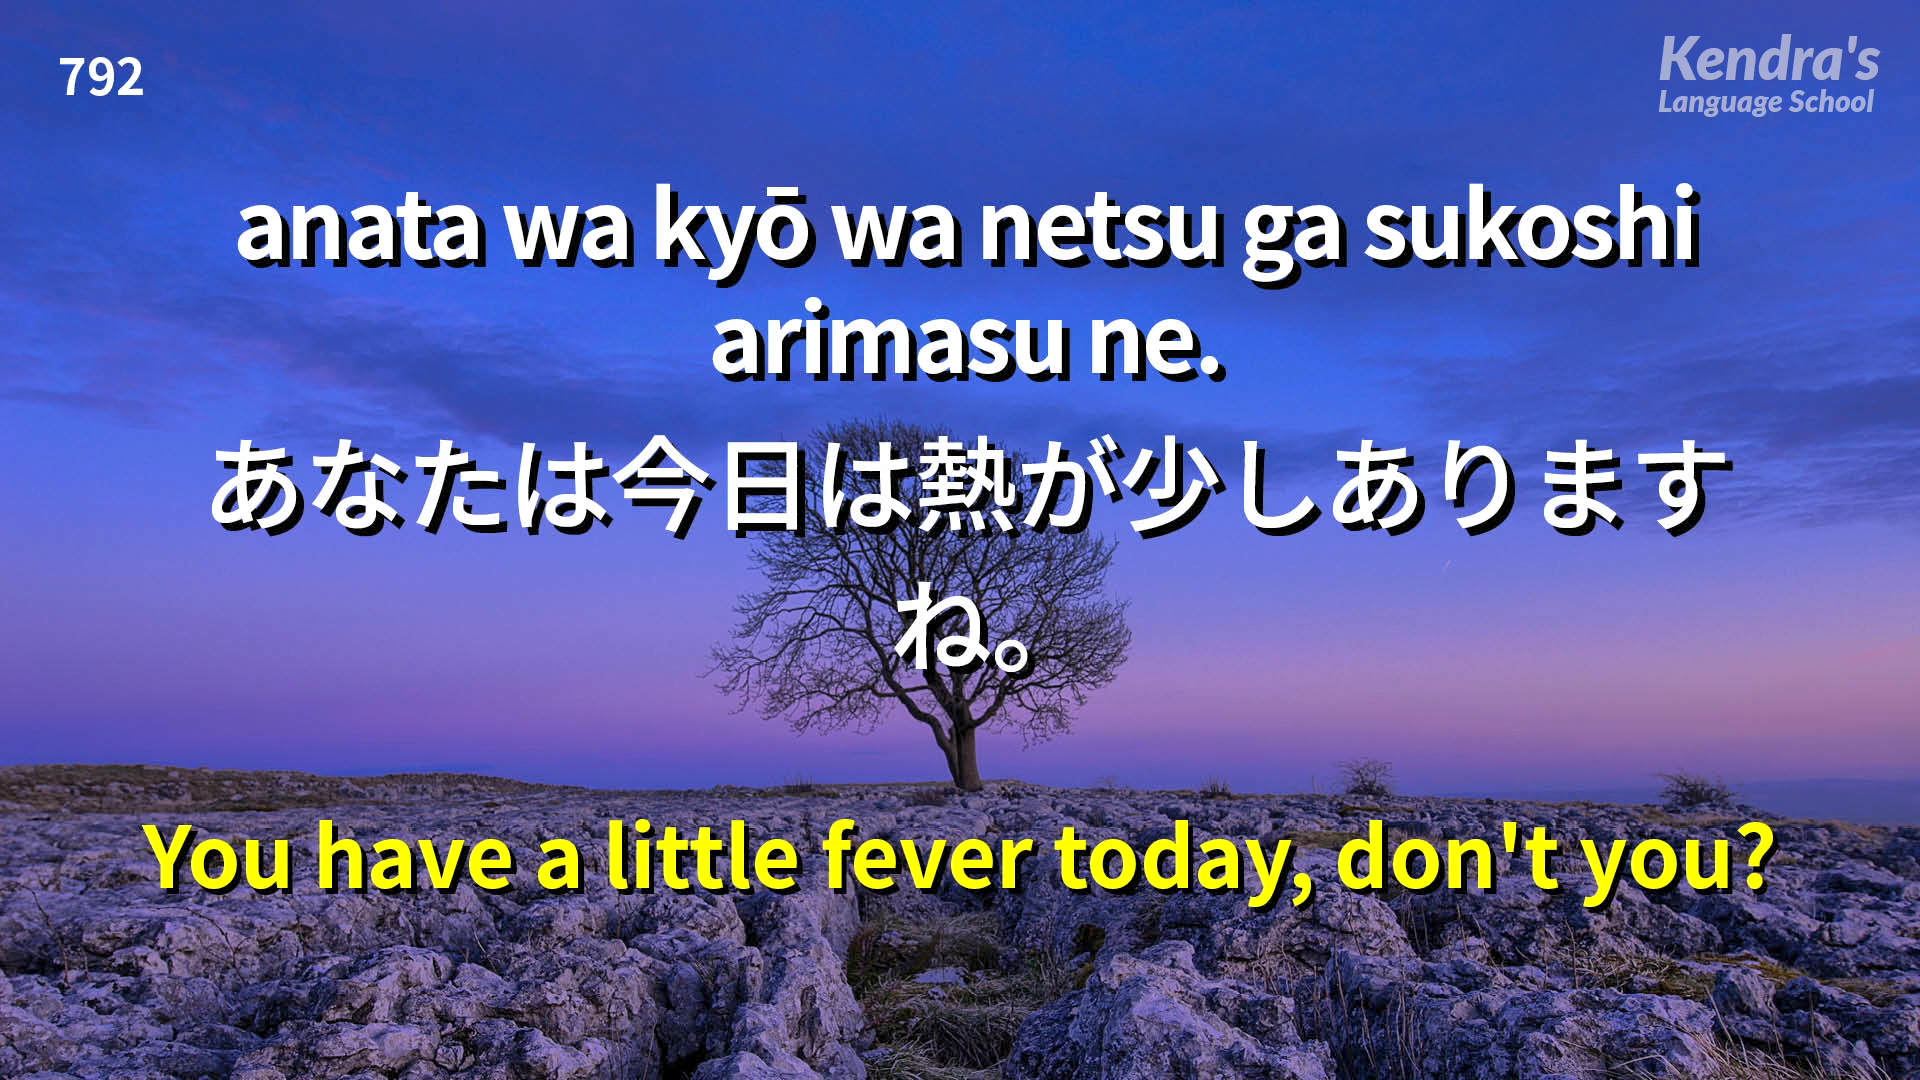 792
Kendra's
Language School
anata wa kyō wa netsu ga sukoshi
arimasu ne.
あなたは今日は熱が少しあります
ね。
You have a little fever today, don't you?